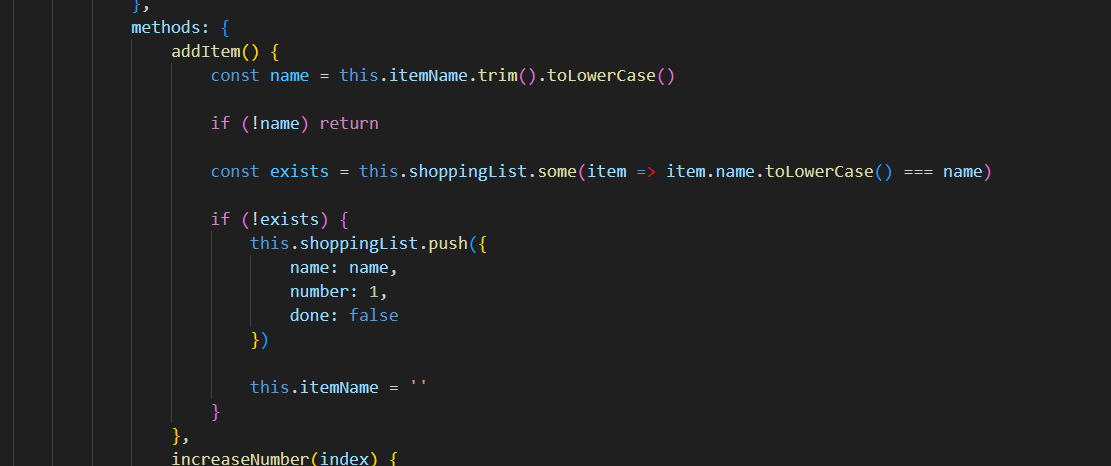 },
methods: {
addItem() {
const name = this.itemName.trim().toLowerCase()
if (!name) return
const exists = this.shoppingList.some(item => item.name.toLowerCase() === name)
if (!exists) {
this.shoppingList.push({
name: name,
number: 1,
done: false
})
this.itemName = ''
}
},
increaseNumber(index) {